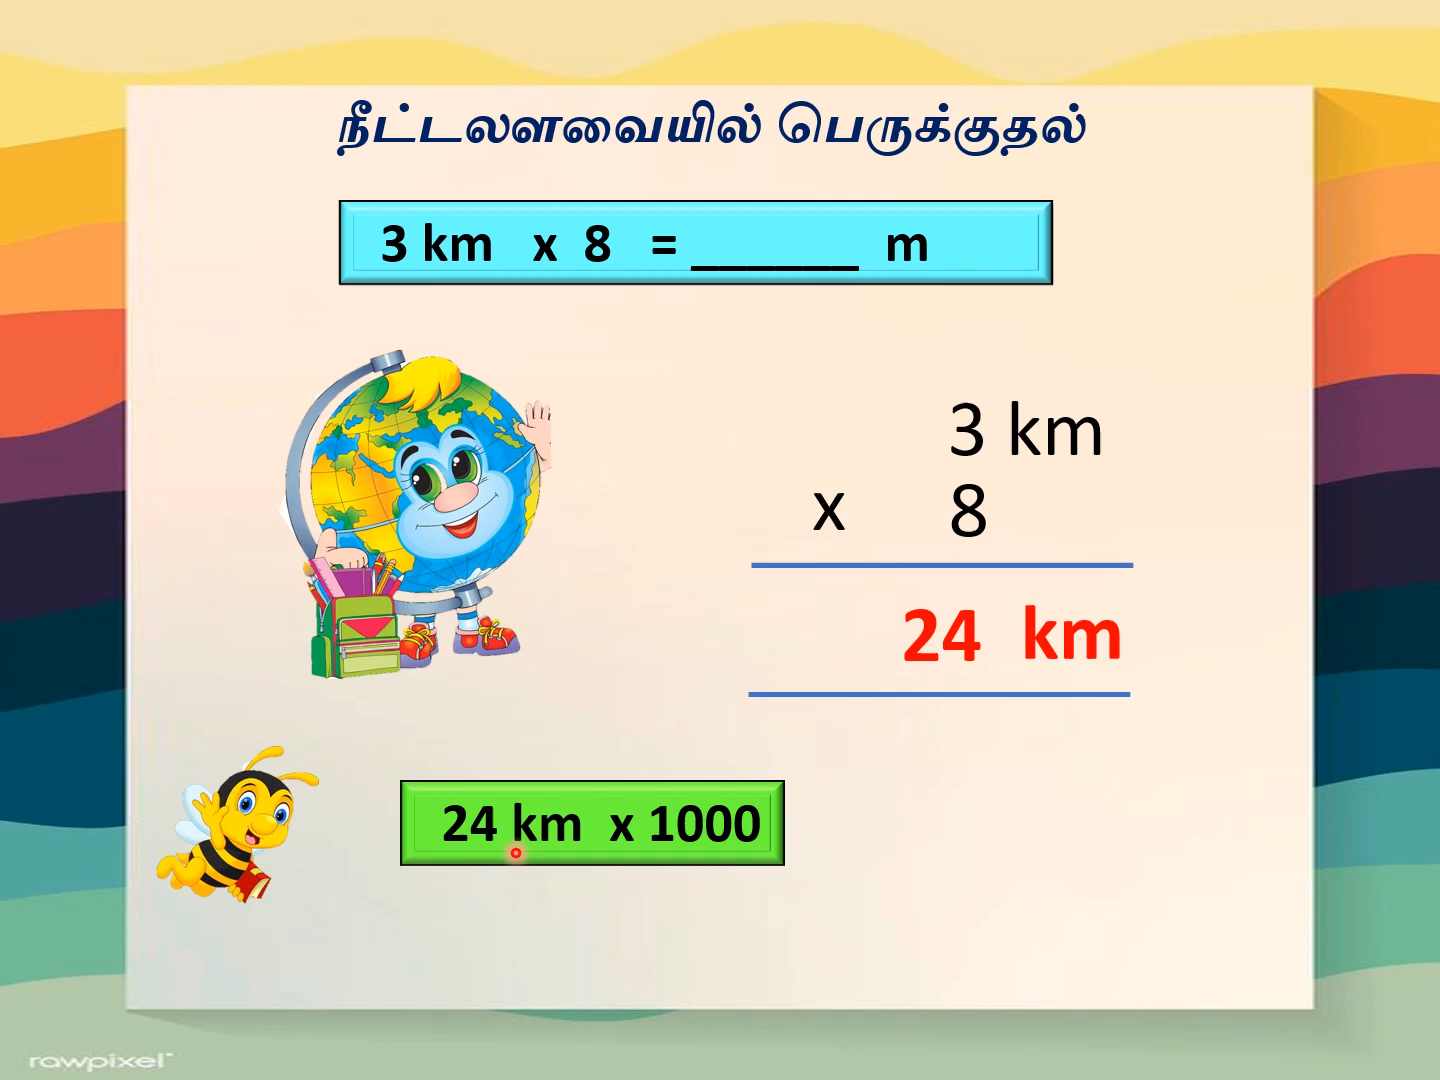 நீட்டலளவையில் பெருக்குதல்
3 km x 8 = ______ m
3 km
x 8
24 km
24 km x 1000
rawpixel